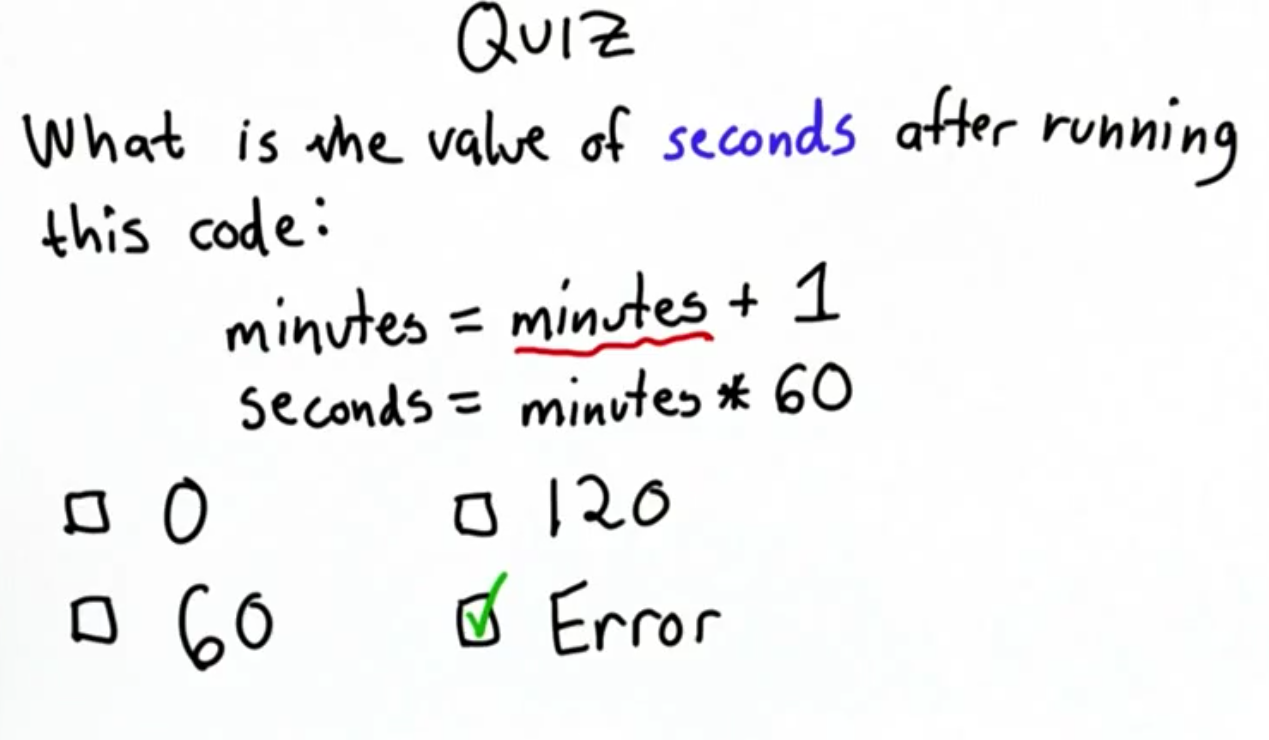 QUIZ
What is the value of seconds after running
this code:
minutes = minutes + 1
seconds = minutes * 60
0 120
60 Error